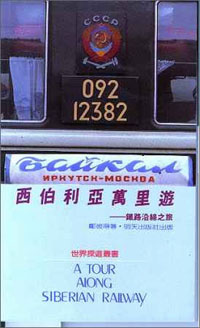 СССР
092
12382
Байкал
ИРКУТСК-МОСКВА
西伯利亞萬里遊
——鐵路沿線之旅
世界探道叢書
A TOUR
ALONG
SIBERIAN RAILWAY